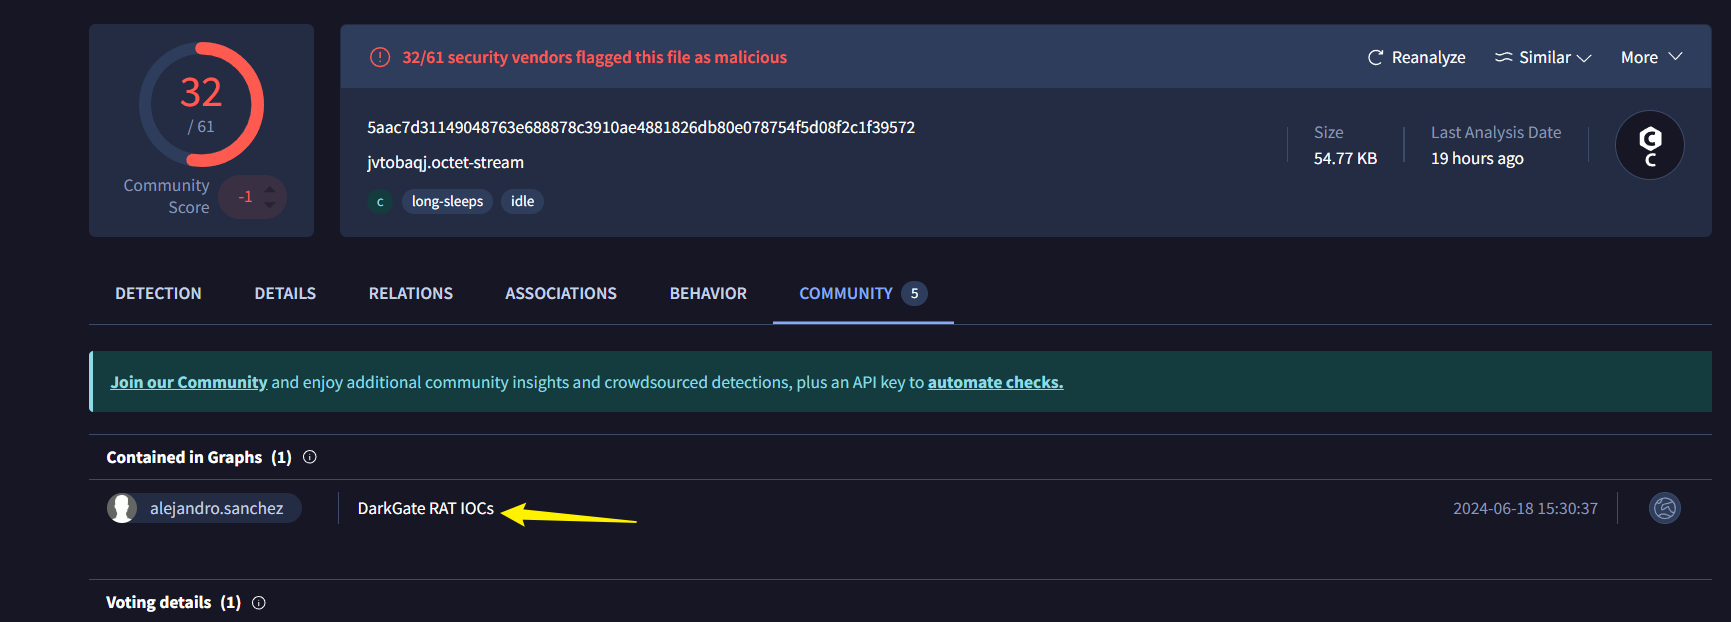 32
/ 61
Community
Score
-1
32/61 security vendors flagged this file as malicious
Reanalyze
Similar
More
5aac7d31149048763e688878c3910ae4881826db80e078754f5d08f2c1f39572
jvtobaqj.octet-stream
c
long-sleeps
idle
Size
54.77 KB
Last Analysis Date
19 hours ago
C
C
DETECTION
DETAILS
RELATIONS
ASSOCIATIONS
BEHAVIOR
COMMUNITY 5
Join our Community and enjoy additional community insights and crowdsourced detections, plus an API key to automate checks.
Contained in Graphs (1)
alejandro.sanchez
DarkGate RAT IOCs
2024-06-18 15:30:37
Voting details (1)